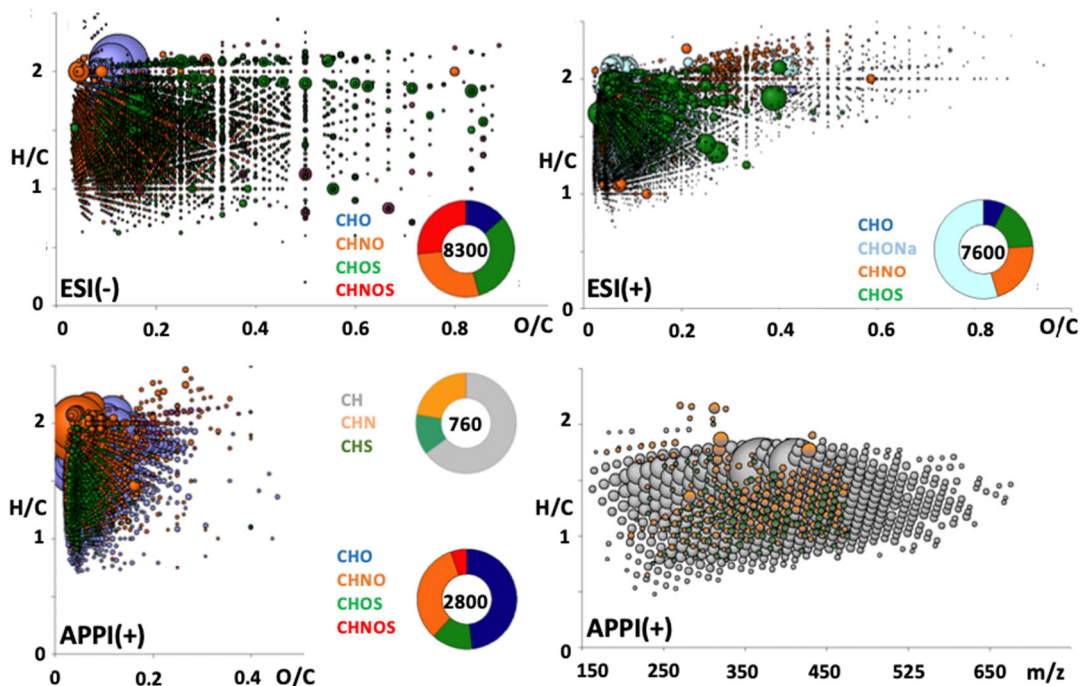 2
H/C
1
0
CHO
CHNO
CHOS
CHNOS
8300
ESI(-)
0
0.2
0.4
0.6
0.8
O/C
2
H/C
1
0
CHO
CHONa
CHNO
CHOS
7600
ESI(+)
0
0.2
0.4
0.6
0.8
O/C
2
H/C
1
0
CH
CHN
CHS
760
CHO
CHNO
CHOS
CHNOS
2800
APPI(+)
0
0.2
0.4
O/C
2
H/C
1
0
APPI(+)
150
250
350
450
525
650
m/z